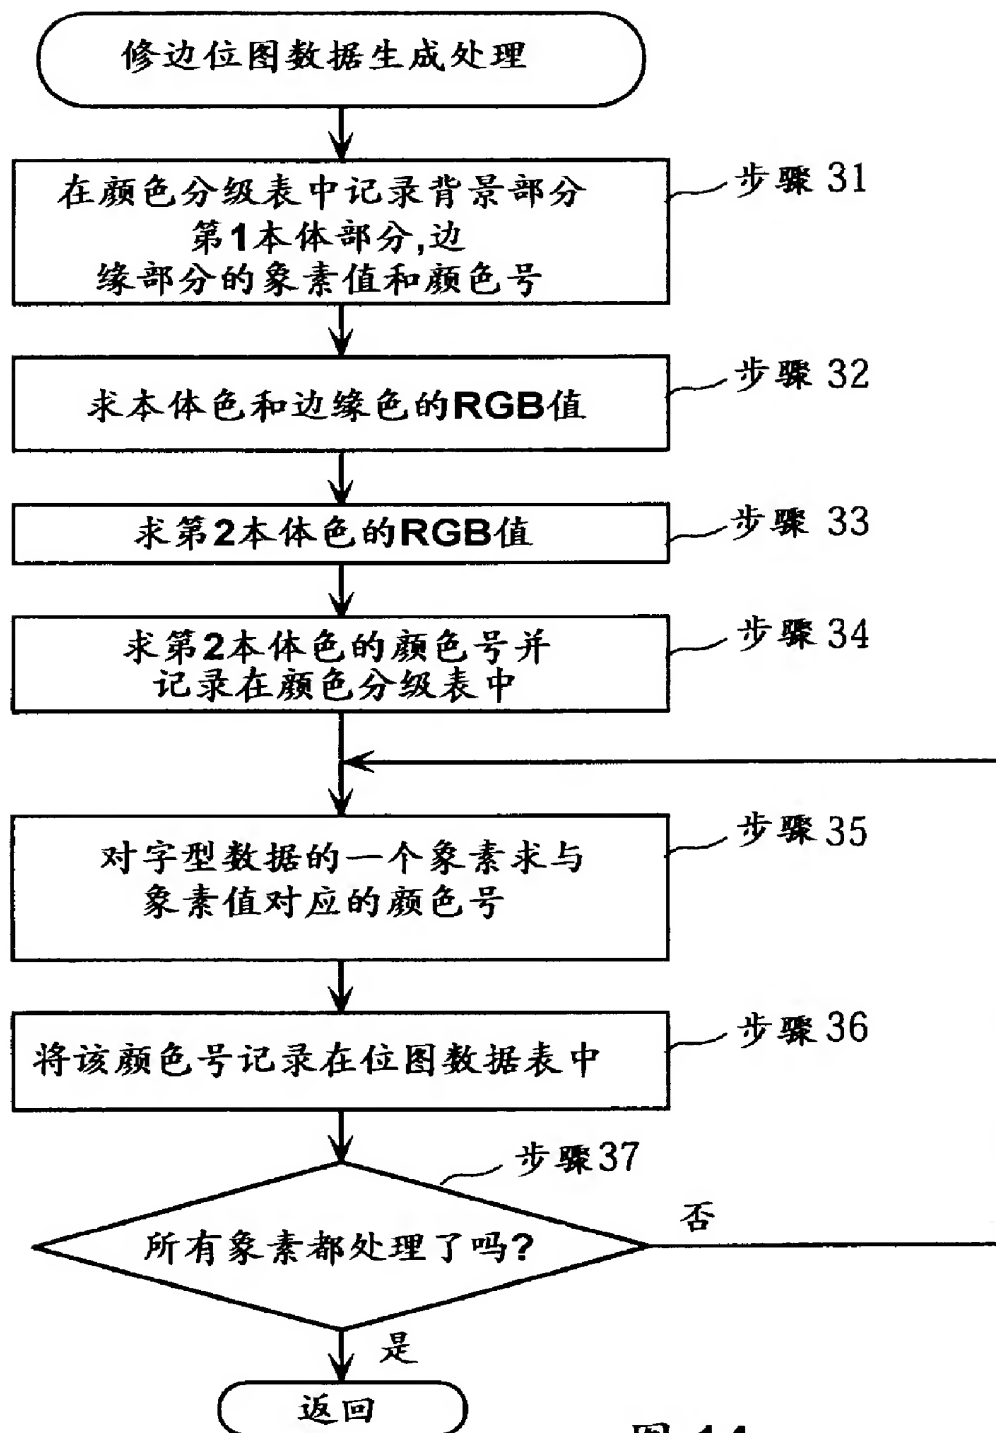 修边位图数据生成处理
在颜色分级表中记录背景部分
第1本体部分,边
缘部分的象素值和颜色号
步骤 31
求本体色和边缘色的RGB值
步骤 32
求第2本体色的RGB值
步骤 33
求第2本体色的颜色号并
记录在颜色分级表中
步骤 34
对字型数据的一个象素求与
象素值对应的颜色号
步骤 35
将该颜色号记录在位图数据表中
步骤 36
步骤37
所有象素都处理了吗?
否
是
返回
图 14